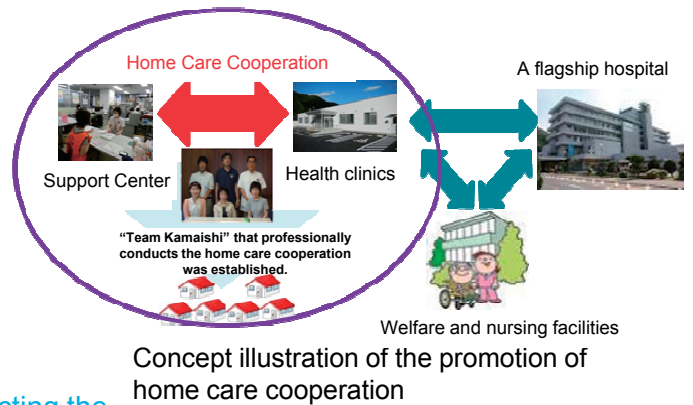 Home Care Cooperation
A flagship hospital
Support Center
Health clinics
“Team Kamaishi” that professionally
conducts the home care cooperation
was established.
Welfare and nursing facilities
Concept illustration of the promotion of
home care cooperation
the